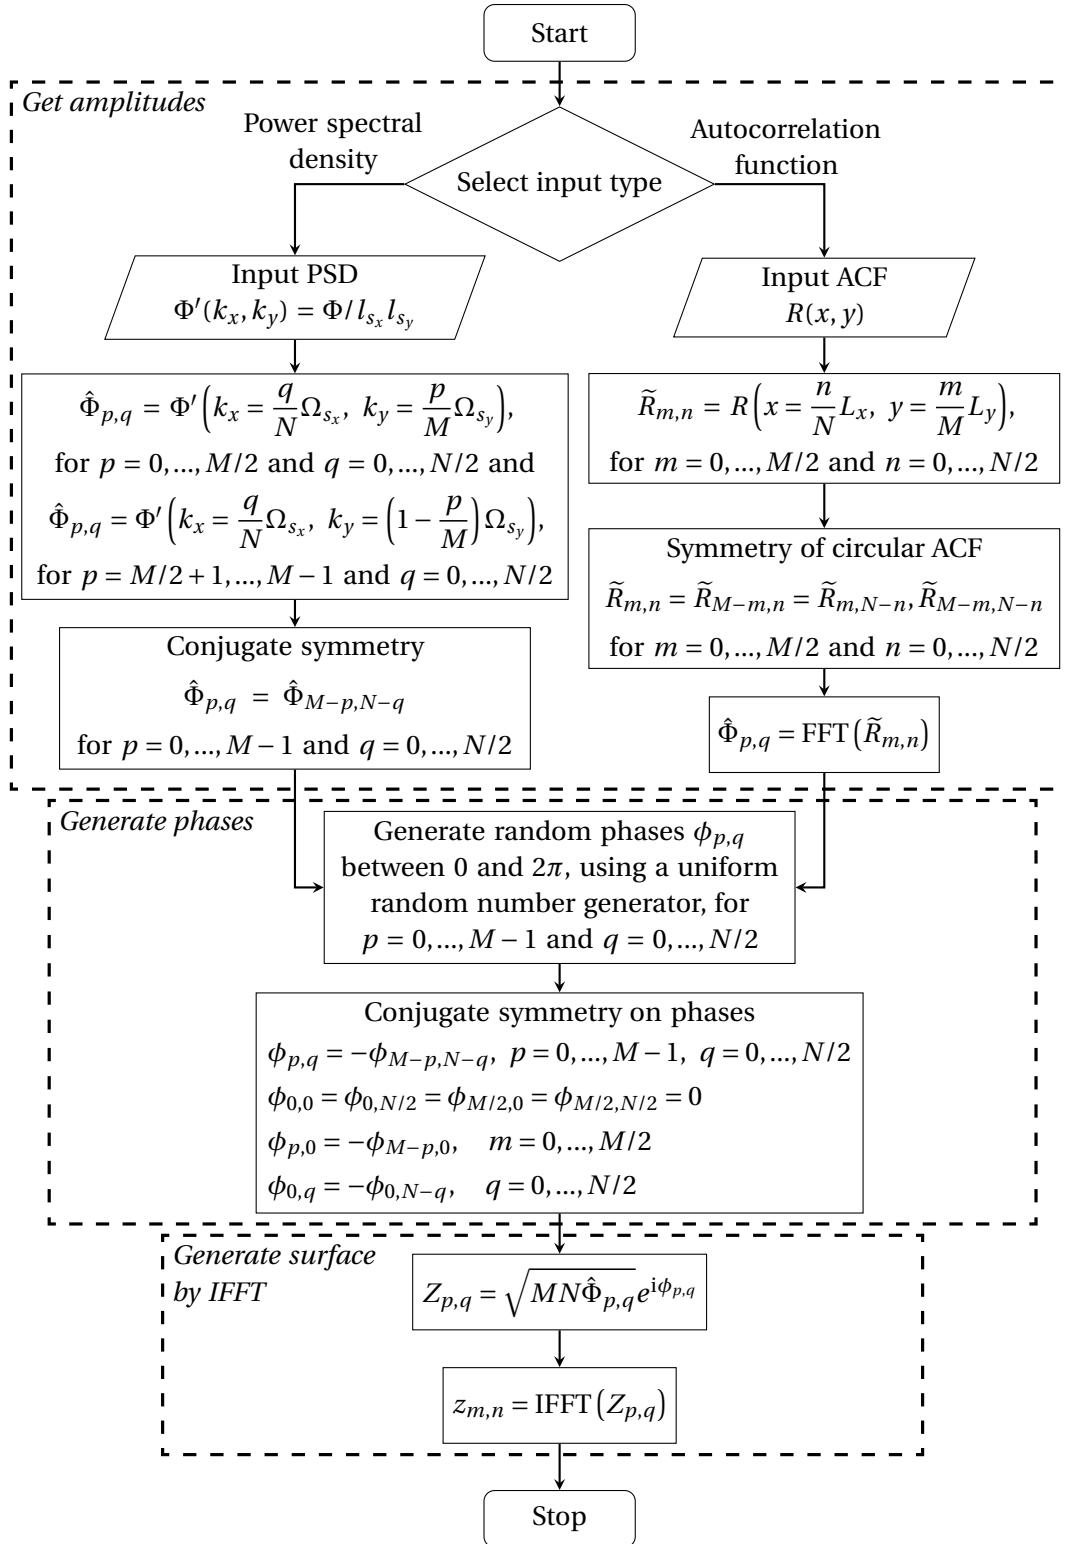 Start
Get amplitudes
Power spectral
density
Autocorrelation
function
Select input type
Input PSD
Φ′(kₓ, k_y) = Φ/l_{s_x} l_{s_y}
Input ACF
R(x, y)
Φ̂_{p,q} = Φ′(k_x = q/N Ω_{s_x}, k_y = p/M Ω_{s_y}),
for p = 0,...,M/2 and q = 0,...,N/2 and
Φ̂_{p,q} = Φ′(k_x = q/N Ω_{s_x}, k_y = (1 − p/M) Ω_{s_y}),
for p = M/2+1,...,M−1 and q = 0,...,N/2
R̃_{m,n} = R(x = n/N L_x, y = m/M L_y),
for m = 0,...,M/2 and n = 0,...,N/2
Symmetry of circular ACF
R̃_{m,n} = R̃_{M−m,n} = R̃_{m,N−n}, R̃_{M−m,N−n}
for m = 0,...,M/2 and n = 0,...,N/2
Conjugate symmetry
Φ̂_{p,q} = Φ̂_{M−p,N−q}
for p = 0,...,M−1 and q = 0,...,N/2
Φ̂_{p,q} = FFT(R̃_{m,n})
Generate phases
Generate random phases ϕ_{p,q}
between 0 and 2π, using a uniform
random number generator, for
p = 0,...,M−1 and q = 0,...,N/2
Conjugate symmetry on phases
ϕ_{p,q} = −ϕ_{M−p,N−q}, p = 0,...,M−1, q = 0,...,N/2
ϕ_{0,0} = ϕ_{0,N/2} = ϕ_{M/2,0} = ϕ_{M/2,N/2} = 0
ϕ_{p,0} = −ϕ_{M−p,0}, m = 0,...,M/2
ϕ_{0,q} = −ϕ_{0,N−q}, q = 0,...,N/2
Generate surface
by IFFT
Z_{p,q} = √(MNΦ̂_{p,q}) e^{iϕ_{p,q}}
z_{m,n} = IFFT(Z_{p,q})
Stop